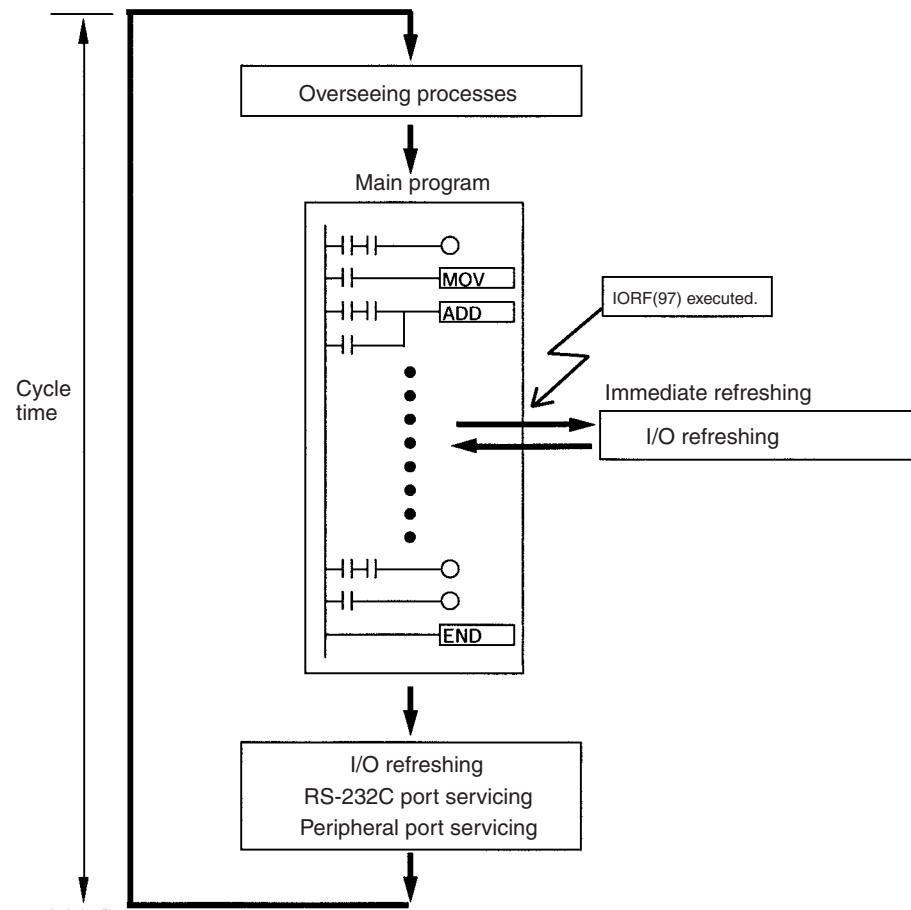 Overseeing processes
Main program
MOV
IORF(97) executed.
ADD
Cycle
time
Immediate refreshing
I/O refreshing
END
I/O refreshing
RS-232C port servicing
Peripheral port servicing